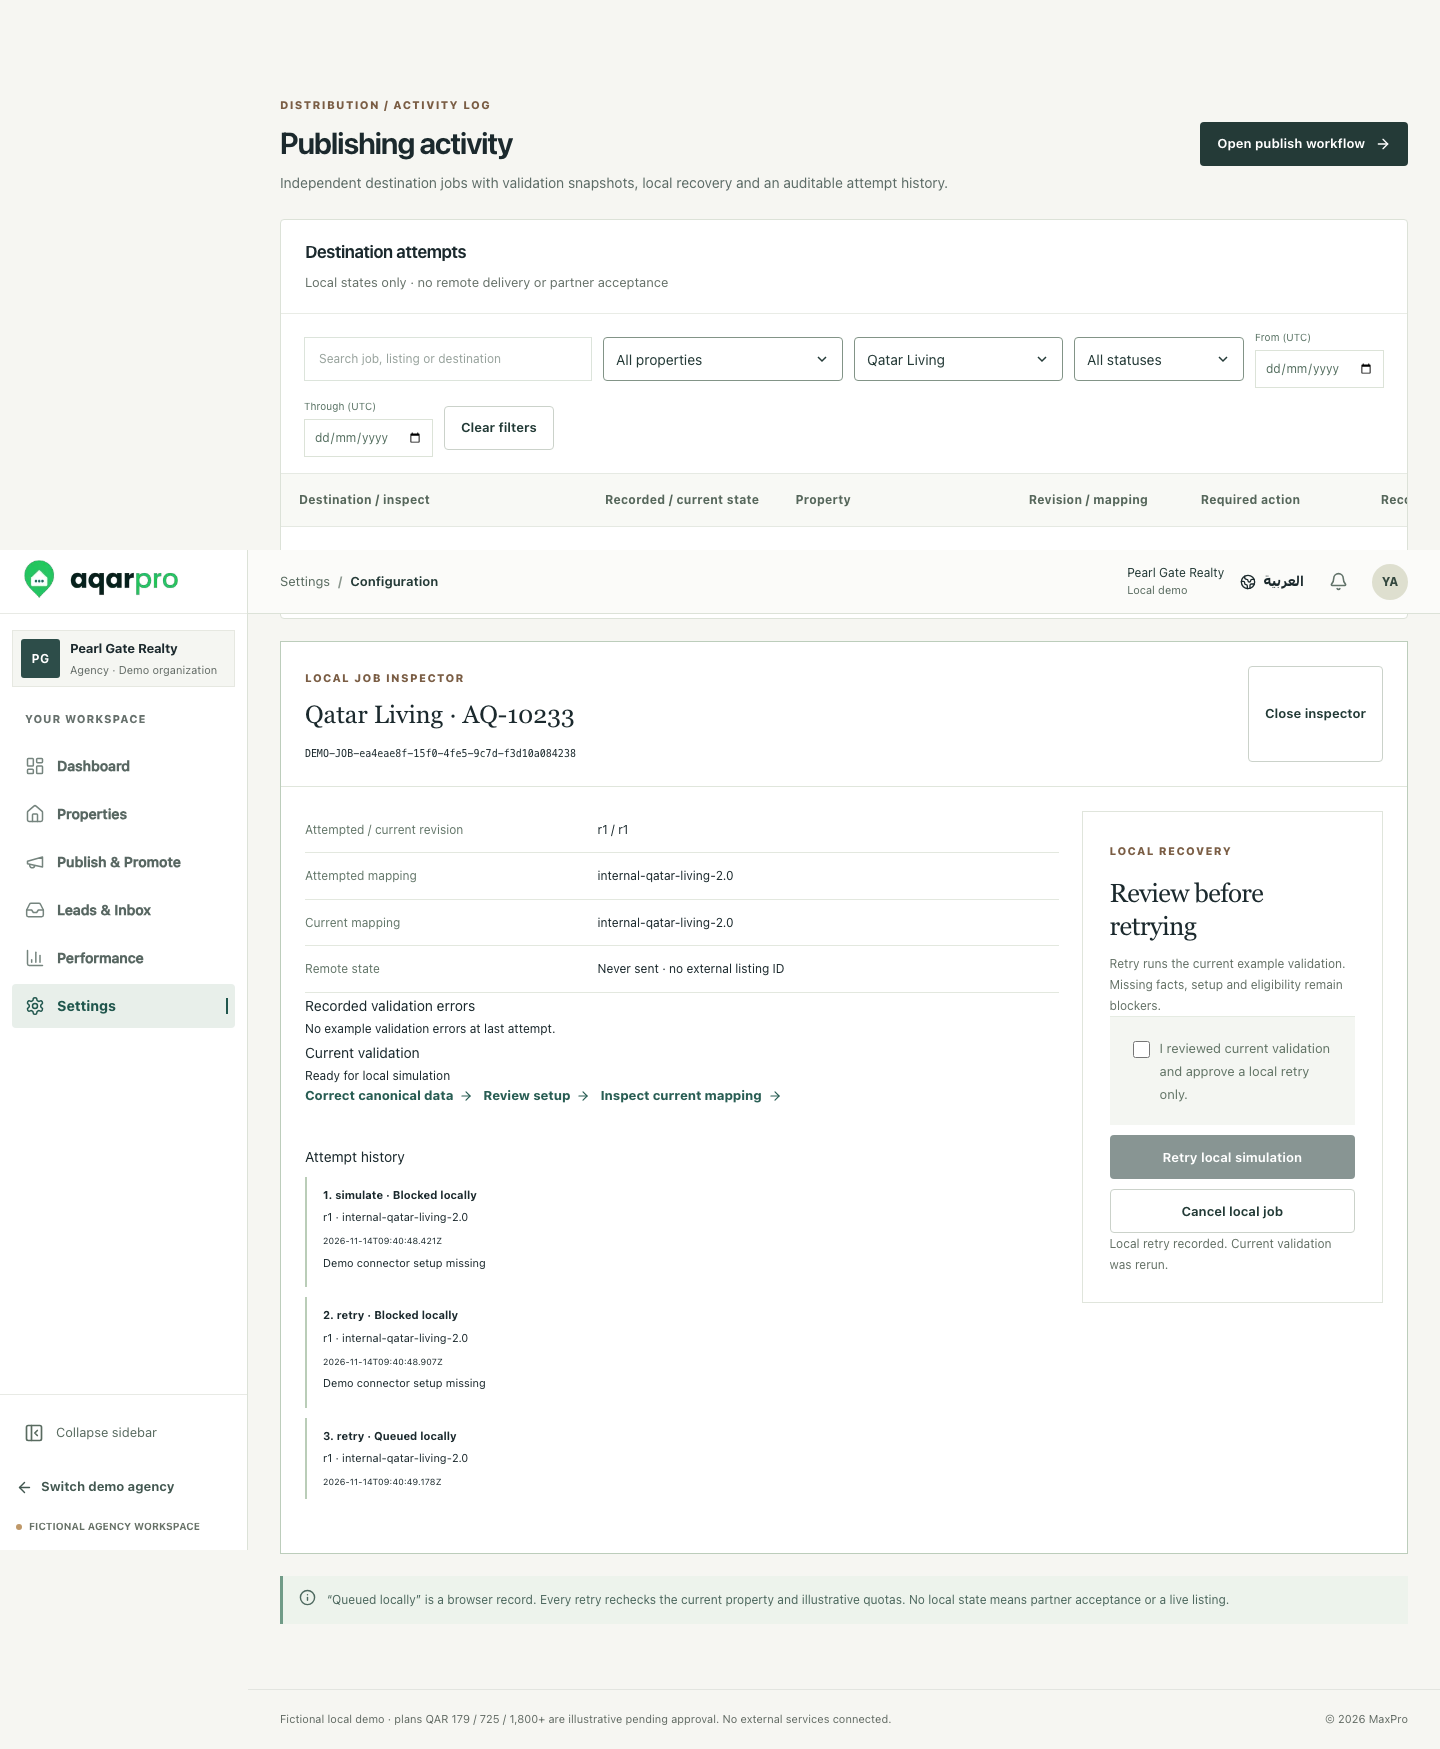 DISTRIBUTION / ACTIVITY LOG
Publishing activity
Open publish workflow
Independent destination jobs with validation snapshots, local recovery and an auditable attempt history.
Destination attempts
Local states only · no remote delivery or partner acceptance
Search job, listing or destination
All properties
Qatar Living
All statuses
From (UTC)
dd/mm/yyyy
Through (UTC)
dd/mm/yyyy
Clear filters
Destination / inspect
Recorded / current state
Property
Revision / mapping
Required action
aqarpro
Settings / Configuration
Pearl Gate Realty
Local demo
العربية
YA
PG
Pearl Gate Realty
Agency · Demo organization
YOUR WORKSPACE
Dashboard
Properties
Publish & Promote
Leads & Inbox
Performance
Settings
Collapse sidebar
Switch demo agency
FICTIONAL AGENCY WORKSPACE
LOCAL JOB INSPECTOR
Qatar Living · AQ-10233
DEMO-JOB-ea4eae8f-15f0-4fe5-9c7d-f3d10a084238
Close inspector
Attempted / current revision
r1 / r1
Attempted mapping
internal-qatar-living-2.0
Current mapping
internal-qatar-living-2.0
Remote state
Never sent · no external listing ID
Recorded validation errors
No example validation errors at last attempt.
Current validation
Ready for local simulation
Correct canonical data
Review setup
Inspect current mapping
Attempt history
1. simulate · Blocked locally
r1 · internal-qatar-living-2.0
2026-11-14T09:40:48.421Z
Demo connector setup missing
2. retry · Blocked locally
r1 · internal-qatar-living-2.0
2026-11-14T09:40:48.907Z
Demo connector setup missing
3. retry · Queued locally
r1 · internal-qatar-living-2.0
2026-11-14T09:40:49.178Z
LOCAL RECOVERY
Review before
retrying
Retry runs the current example validation.
Missing facts, setup and eligibility remain
blockers.
I reviewed current validation
and approve a local retry
only.
Retry local simulation
Cancel local job
Local retry recorded. Current validation
was rerun.
“Queued locally” is a browser record. Every retry rechecks the current property and illustrative quotas. No local state means partner acceptance or a live listing.
Fictional local demo · plans QAR 179 / 725 / 1,800+ are illustrative pending approval. No external services connected.
© 2026 MaxPro